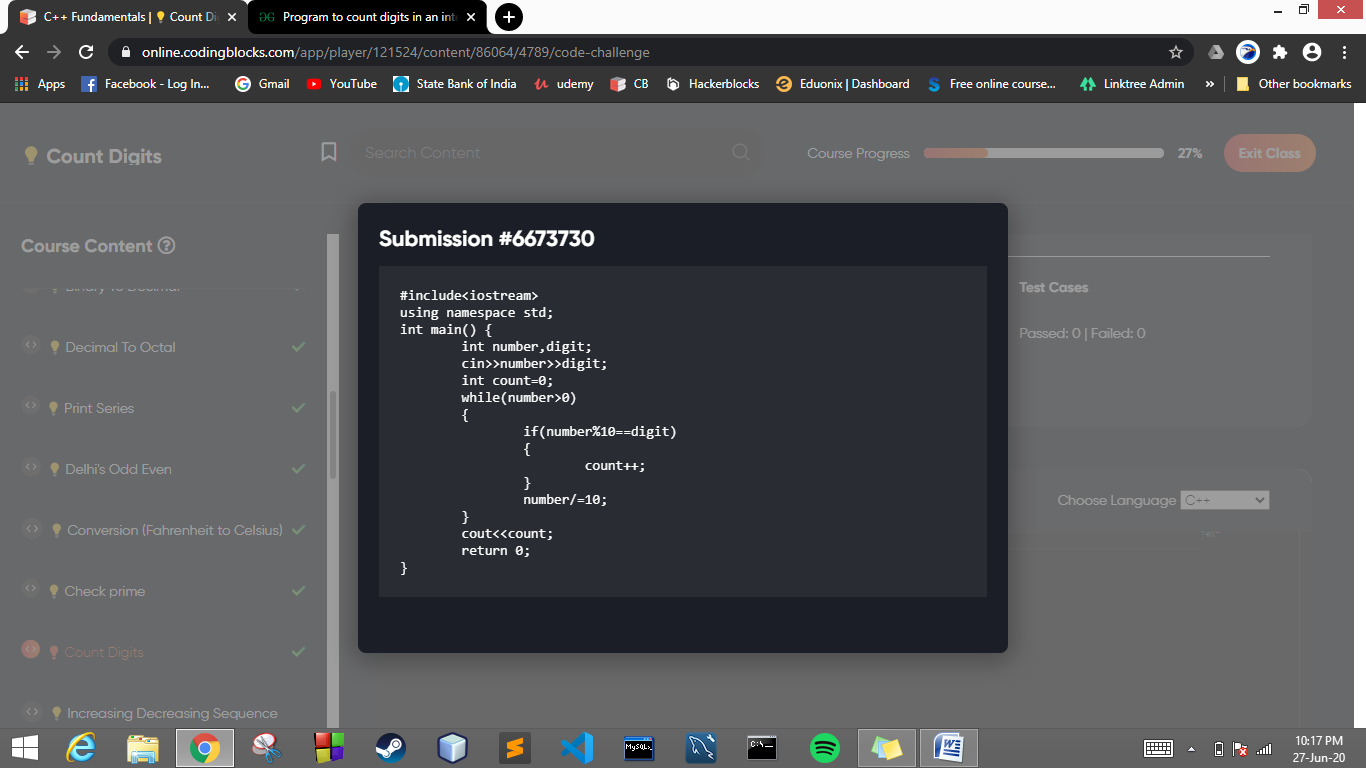 C++ Fundamentals | 💡 Count Di
Program to count digits in an inte
online.codingblocks.com/app/player/121524/content/86064/4789/code-challenge
Apps
Facebook - Log In...
Gmail
YouTube
State Bank of India
udemy
CB
Hackerblocks
Eduonix | Dashboard
Free online course...
Linktree Admin
»
Other bookmarks
💡 Count Digits
Search Content
Course Progress
27%
Exit Class
Course Content
Binary To Decimal
Decimal To Octal
Print Series
Delhi's Odd Even
Conversion (Fahrenheit to Celsius)
Check prime
Count Digits
Increasing Decreasing Sequence
Submission #6673730
#include<iostream>
using namespace std;
int main() {
int number,digit;
cin>>number>>digit;
int count=0;
while(number>0)
{
if(number%10==digit)
{
count++;
}
number/=10;
}
cout<<count;
return 0;
}
Test Cases
Passed: 0 | Failed: 0
Choose Language
C++
10:17 PM
27-Jun-20